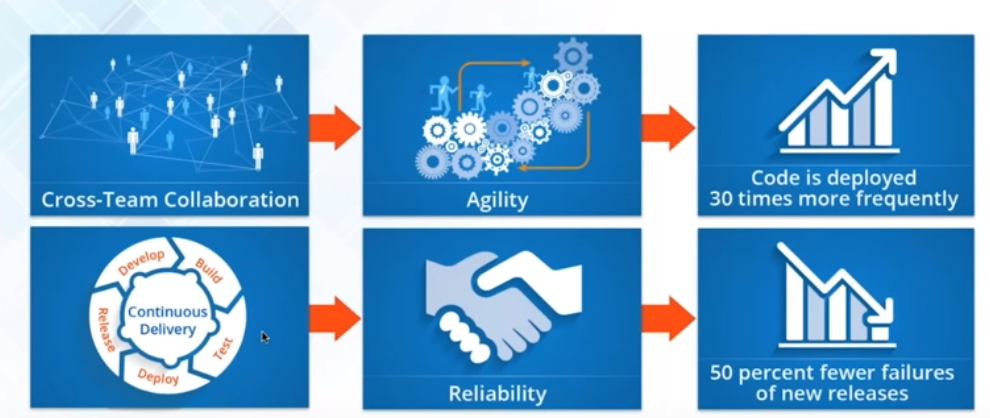 Cross-Team Collaboration
Agility
Code is deployed
30 times more frequently
Develop
Build
Test
Deploy
Release
Continuous
Delivery
Reliability
50 percent fewer failures
of new releases